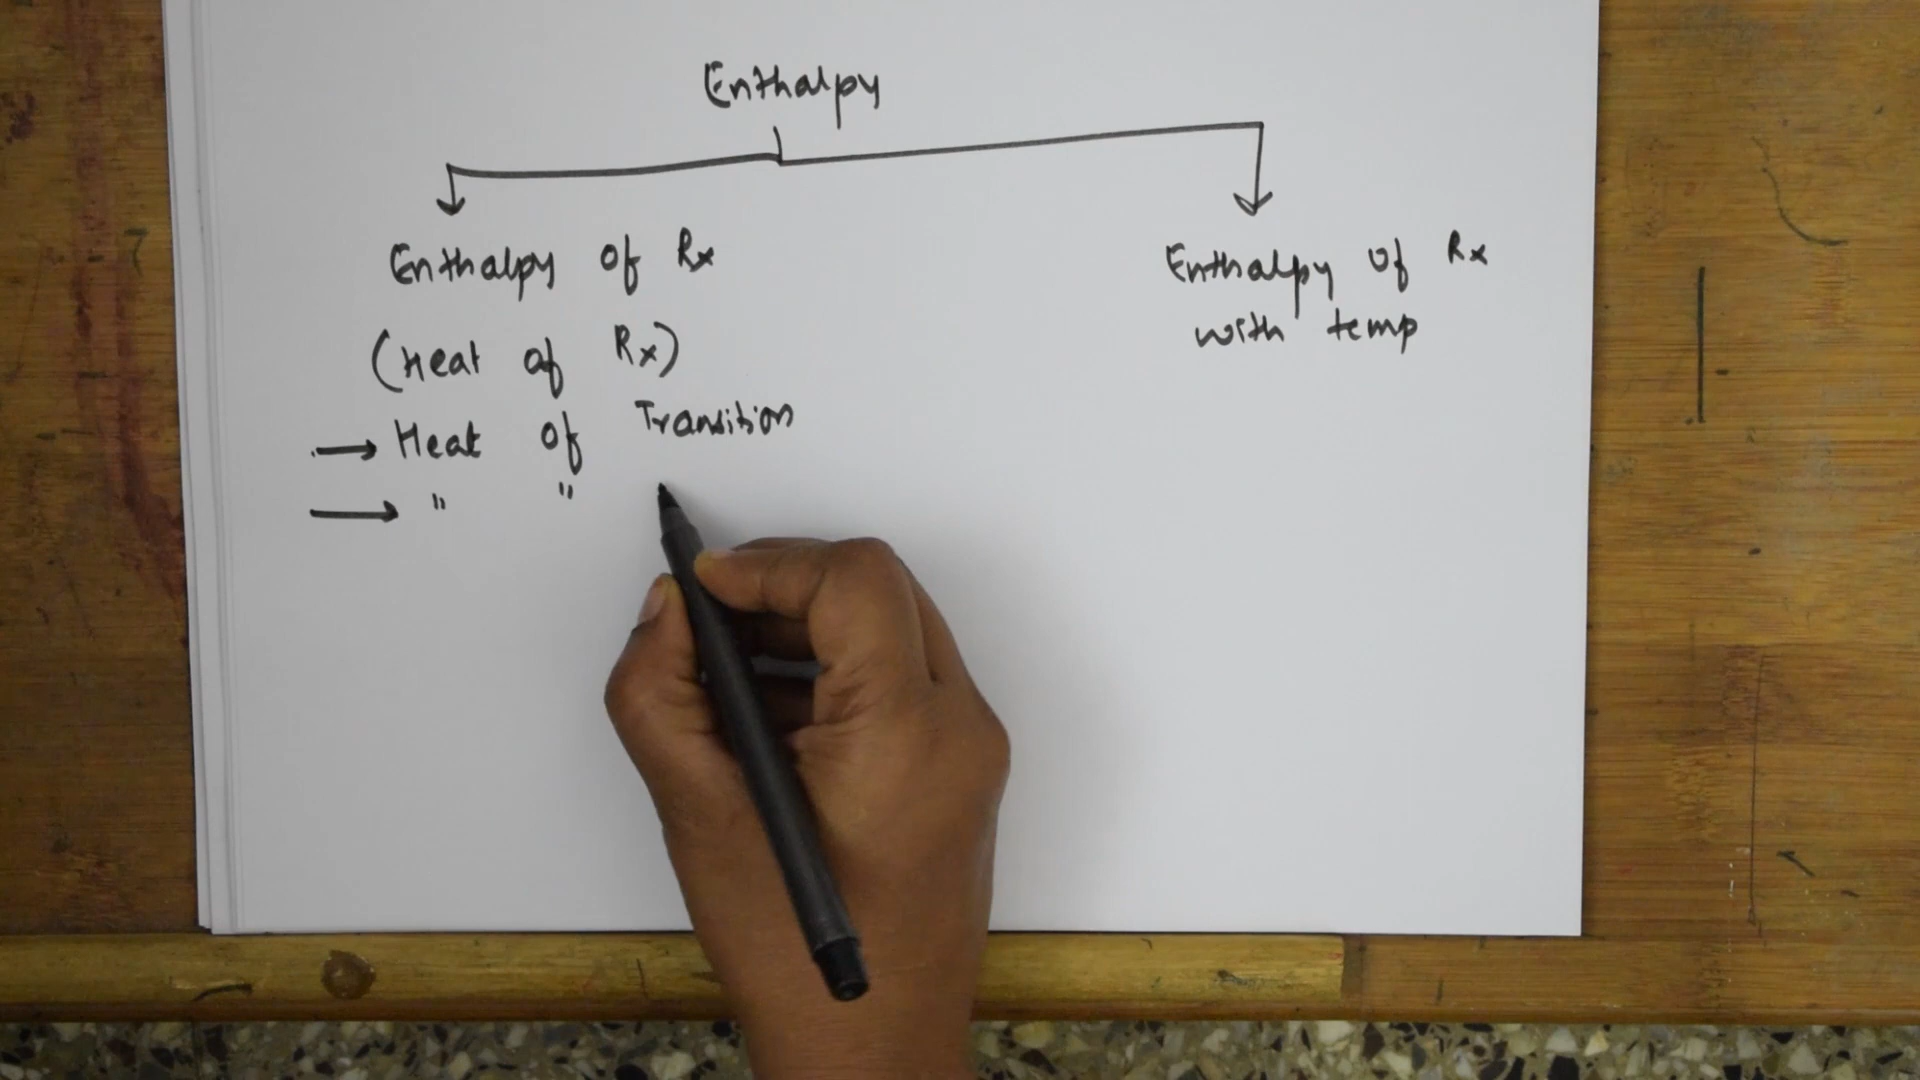 Enthalpy
Enthalpy of Rx
(Heat of Rx)
→ Heat of Transition
→ " "
Enthalpy of Rx
with temp